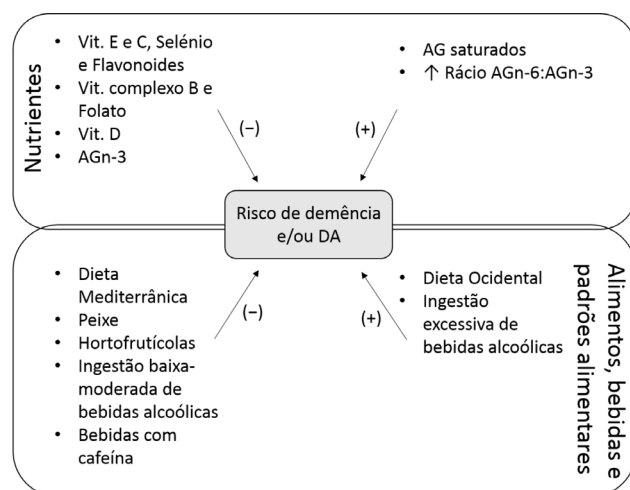 Nutrientes
• Vit. E e C, Selénio
e Flavonoides
• Vit. complexo B e
Folato
• Vit. D
• AGn-3
(−)
• AG saturados
• ↑ Rácio AGn-6:AGn-3
(+)
Risco de demência
e/ou DA
• Dieta
Mediterrânica
• Peixe
• Hortofrutícolas
• Ingestão baixa-
moderada de
bebidas alcoólicas
• Bebidas com
cafeína
(−)
(+)
• Dieta Ocidental
• Ingestão
excessiva de
bebidas alcoólicas
Alimentos, bebidas e
padrões alimentares